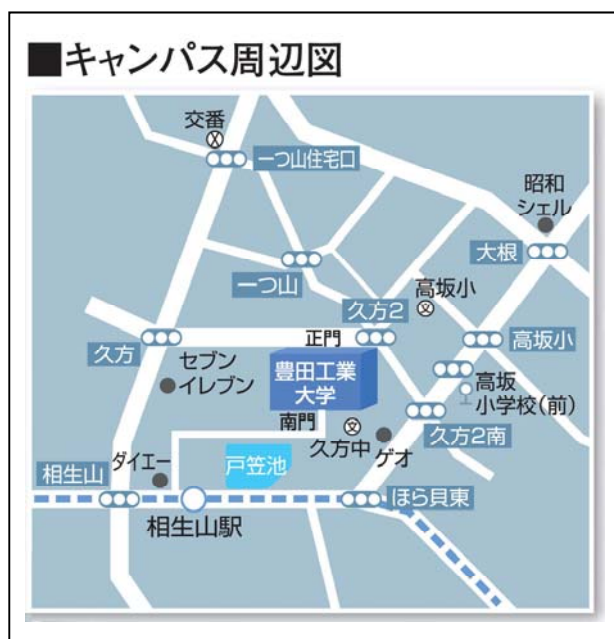 ■キャンパス周辺図
交番
一つ山住宅口
昭和
シェル
大根
一つ山
高坂小
久方2
正門
久方
高坂小
セブン
イレブン
豊田工業
大学
高坂
小学校(前)
南門
久方中
ゲオ
久方2南
相生山
ダイエー
戸笠池
ほら貝東
相生山駅